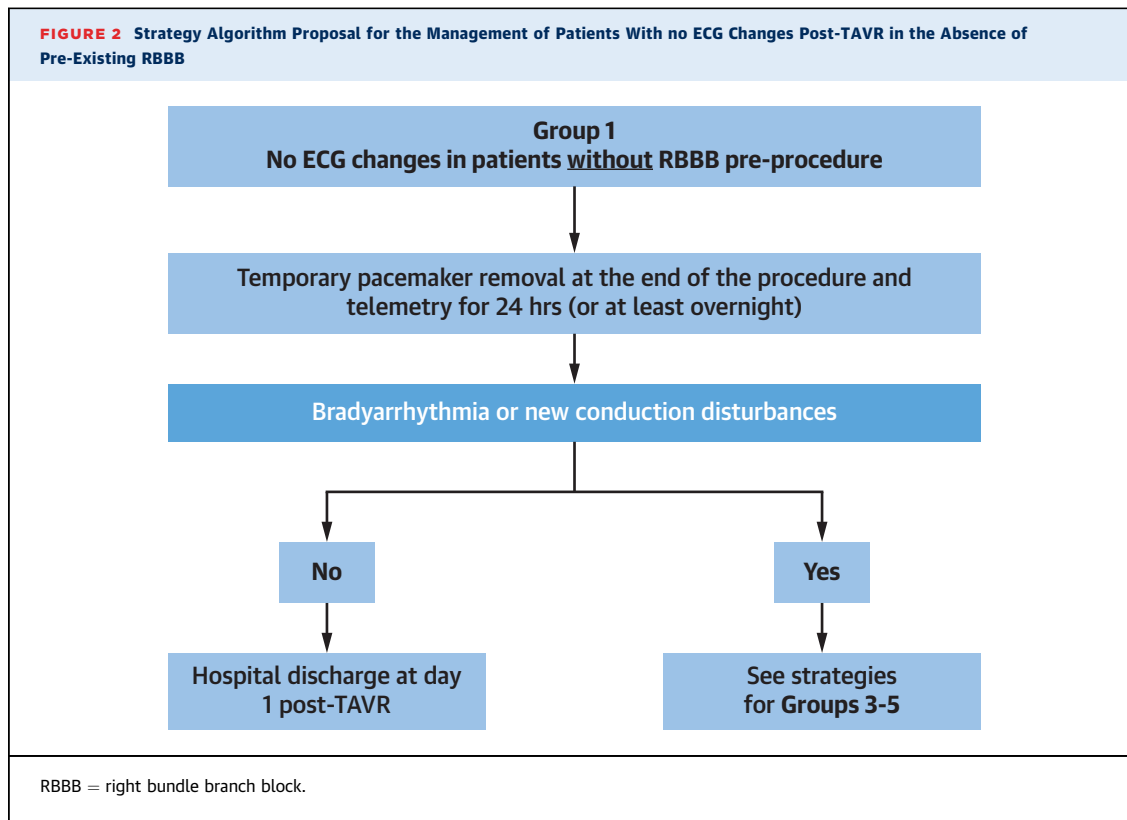 FIGURE 2 Strategy Algorithm Proposal for the Management of Patients With no ECG Changes Post-TAVR in the Absence of
Pre-Existing RBBB
Group 1
No ECG changes in patients without RBBB pre-procedure
Temporary pacemaker removal at the end of the procedure and
telemetry for 24 hrs (or at least overnight)
Bradyarrhythmia or new conduction disturbances
No
Yes
Hospital discharge at day
1 post-TAVR
See strategies
for Groups 3-5
RBBB = right bundle branch block.